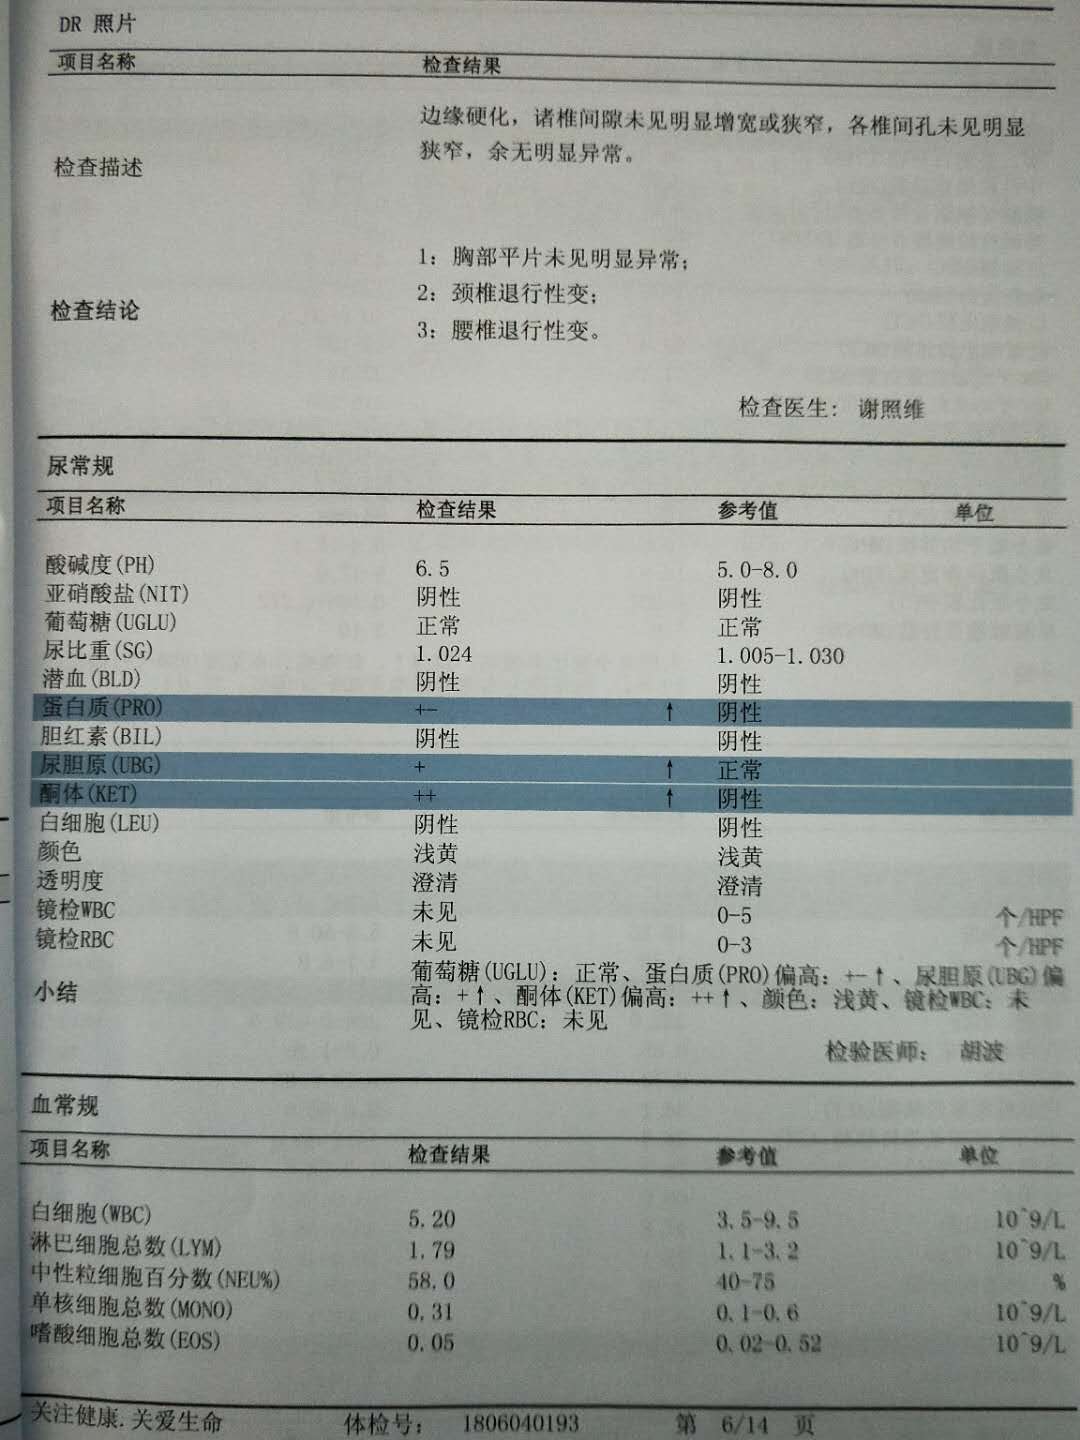 DR 照片
项目名称 检查结果
边缘硬化，诸椎间隙未见明显增宽或狭窄，各椎间孔未见明显
检查描述 狭窄，余无明显异常。
1：胸部平片未见明显异常；
检查结论 2：颈椎退行性变；
3：腰椎退行性变。
检查医生： 谢照维
尿常规
项目名称 检查结果 参考值 单位
酸碱度(PH) 6.5 5.0-8.0
亚硝酸盐(NIT) 阴性 阴性
葡萄糖(UGLU) 正常 正常
尿比重(SG) 1.024 1.005-1.030
潜血(BLD) 阴性 阴性
蛋白质(PRO) +- ↑ 阴性
胆红素(BIL) 阴性 阴性
尿胆原(UBG) + ↑ 正常
酮体(KET) ++ ↑ 阴性
白细胞(LEU) 阴性 阴性
颜色 浅黄 浅黄
透明度 澄清 澄清
镜检WBC 未见 0-5 个/HPF
镜检RBC 未见 0-3 个/HPF
葡萄糖(UGLU)：正常、蛋白质(PRO)偏高：+-↑、尿胆原(UBG)偏
小结 高：+↑、酮体(KET)偏高：++↑、颜色：浅黄、镜检WBC：未
见、镜检RBC：未见
检验医师： 胡波
血常规
项目名称 检查结果 参考值 单位
白细胞(WBC) 5.20 3.5-9.5 10^9/L
淋巴细胞总数(LYM) 1.79 1.1-3.2 10^9/L
中性粒细胞百分数(NEU%) 58.0 40-75 %
单核细胞总数(MONO) 0.31 0.1-0.6 10^9/L
嗜酸细胞总数(EOS) 0.05 0.02-0.52 10^9/L
关注健康.关爱生命 体检号： 1806040193 第 6/14 页